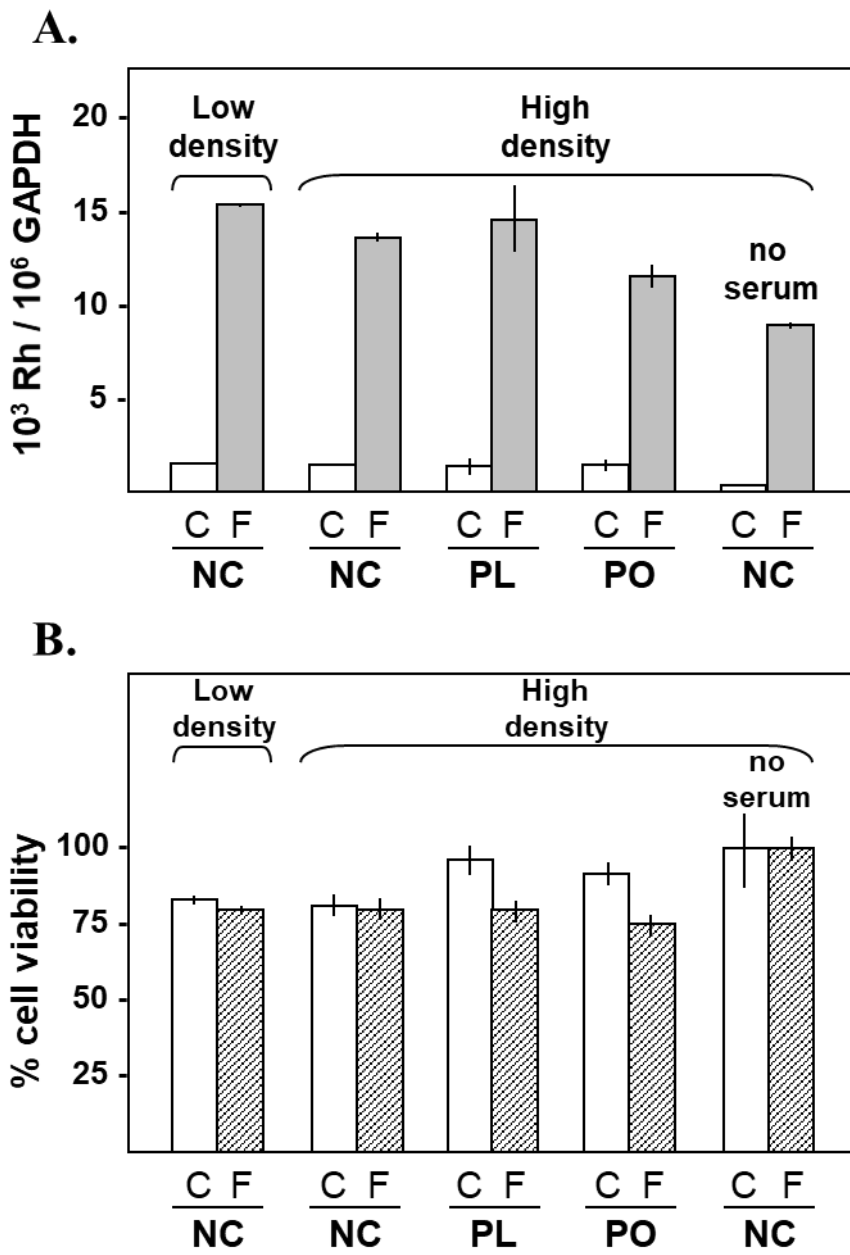 A.
10³ Rh / 10⁶ GAPDH
20
15
10
5
Low
density
High
density
no
serum
C F C F C F C F C F
NC NC PL PO NC
B.
% cell viability
100
75
50
25
Low
density
High
density
no
serum
C F C F C F C F C F
NC NC PL PO NC